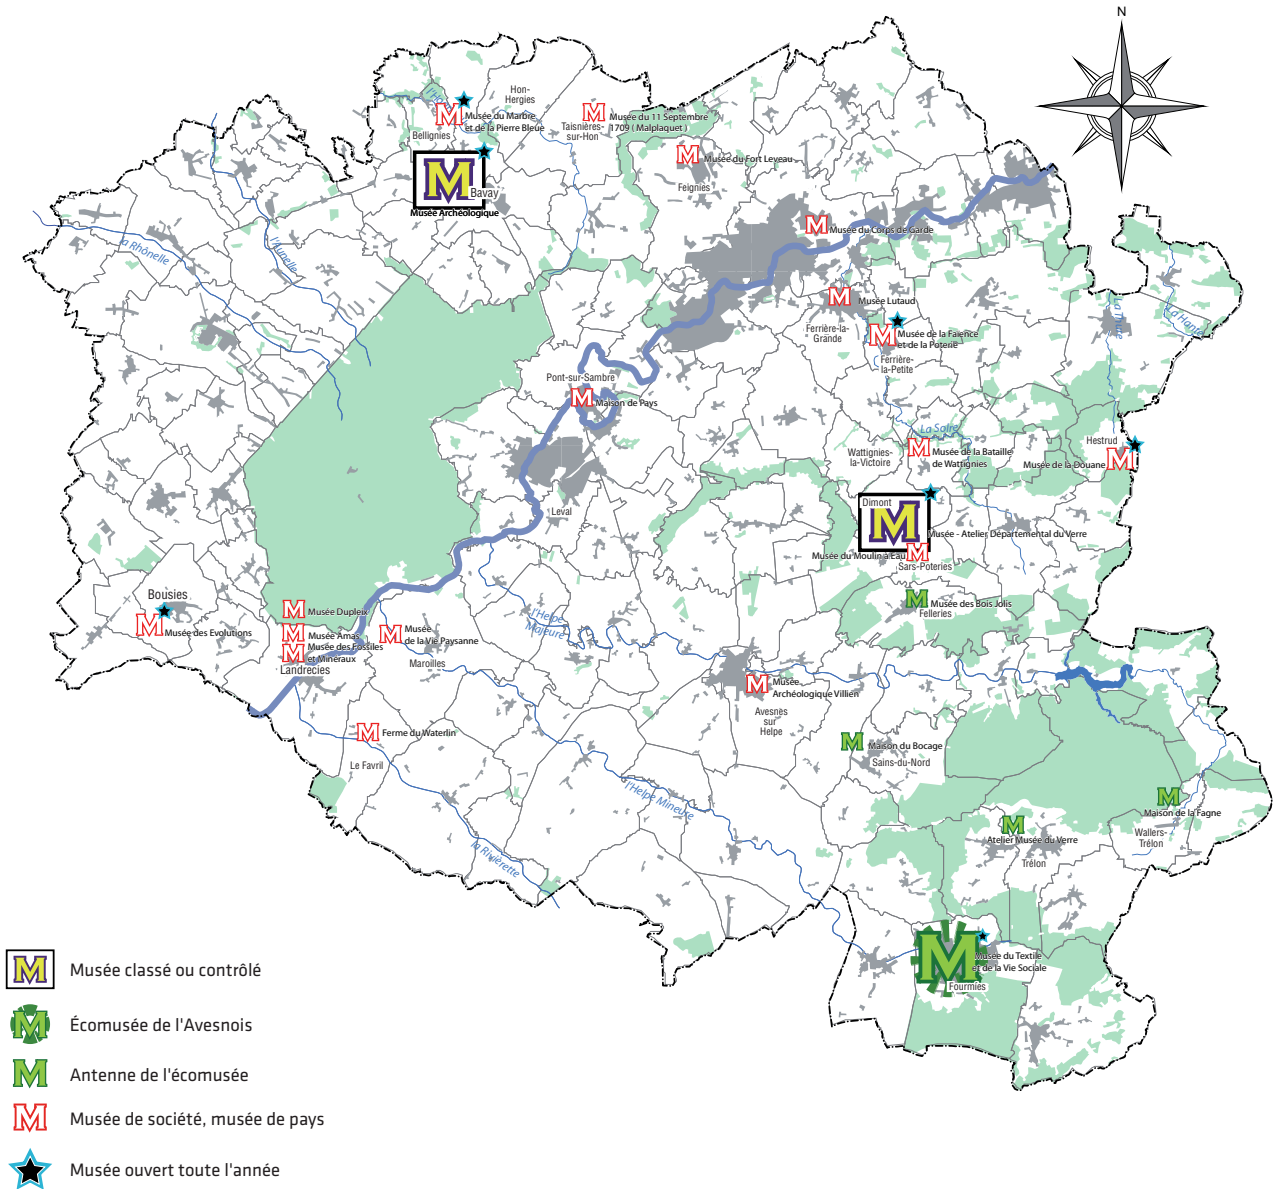 N
l'Ho
Hon-
Hergies
Musée du Marbre
et de la Pierre Bleue
Bellignies
Taisnières-
sur-Hon
Musée du 11 Septembre
1709 ( Malplaquet )
Musée du Fort Leveau
Feignies
Bavay
Musée Archéologique
Musée du Corps de Garde
la Rhônelle
l'Aunelle
Musée Lutaud
Ferrière-la-
Grande
Musée de la Faïence
et de la Poterie
Ferrière-
la-Petite
La Thure
La Hante
Pont-sur-Sambre
Maison de Pays
La Solre
Wattignies-
la-Victoire
Musée de la Bataille
de Wattignies
Hestrud
Musée de la Douane
Leval
Dimont
Musée - Atelier Départemental du Verre
Musée du Moulin à Eau
Sars-Poteries
Musée des Bois Jolis
Felleries
Bousies
Musée des Evolutions
Musée Dupleix
Musée Amas
Musée des Fossiles
et Minéraux
Landrecies
Musée
de la Vie Paysanne
Maroilles
l'Helpe
Majeure
Musée
Archéologique Villien
Avesnes
sur
Helpe
Ferme du Waterlin
Le Favril
Maison du Bocage
Sains-du-Nord
l'Helpe Mineure
la Rivièrette
Maison de la Fagne
Wallers-
Trélon
Atelier Musée du Verre
Trélon
Musée du Textile
et de la Vie Sociale
Fourmies
Musée classé ou contrôlé
Écomusée de l'Avesnois
Antenne de l'écomusée
Musée de société, musée de pays
Musée ouvert toute l'année